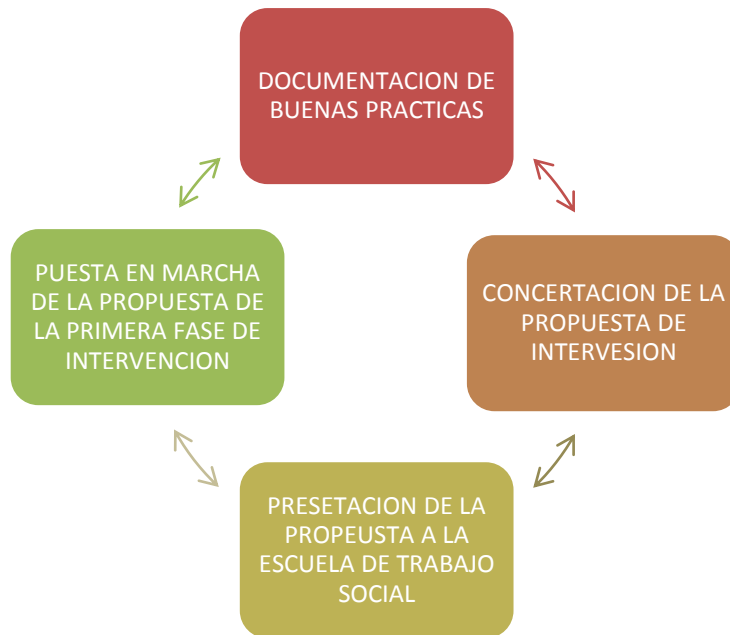 DOCUMENTACION DE
BUENAS PRACTICAS
PUESTA EN MARCHA
DE LA PROPUESTA DE
LA PRIMERA FASE DE
INTERVENCION
CONCERTACION DE LA
PROPUESTA DE
INTERVESION
PRESETACION DE LA
PROPEUSTA A LA
ESCUELA DE TRABAJO
SOCIAL